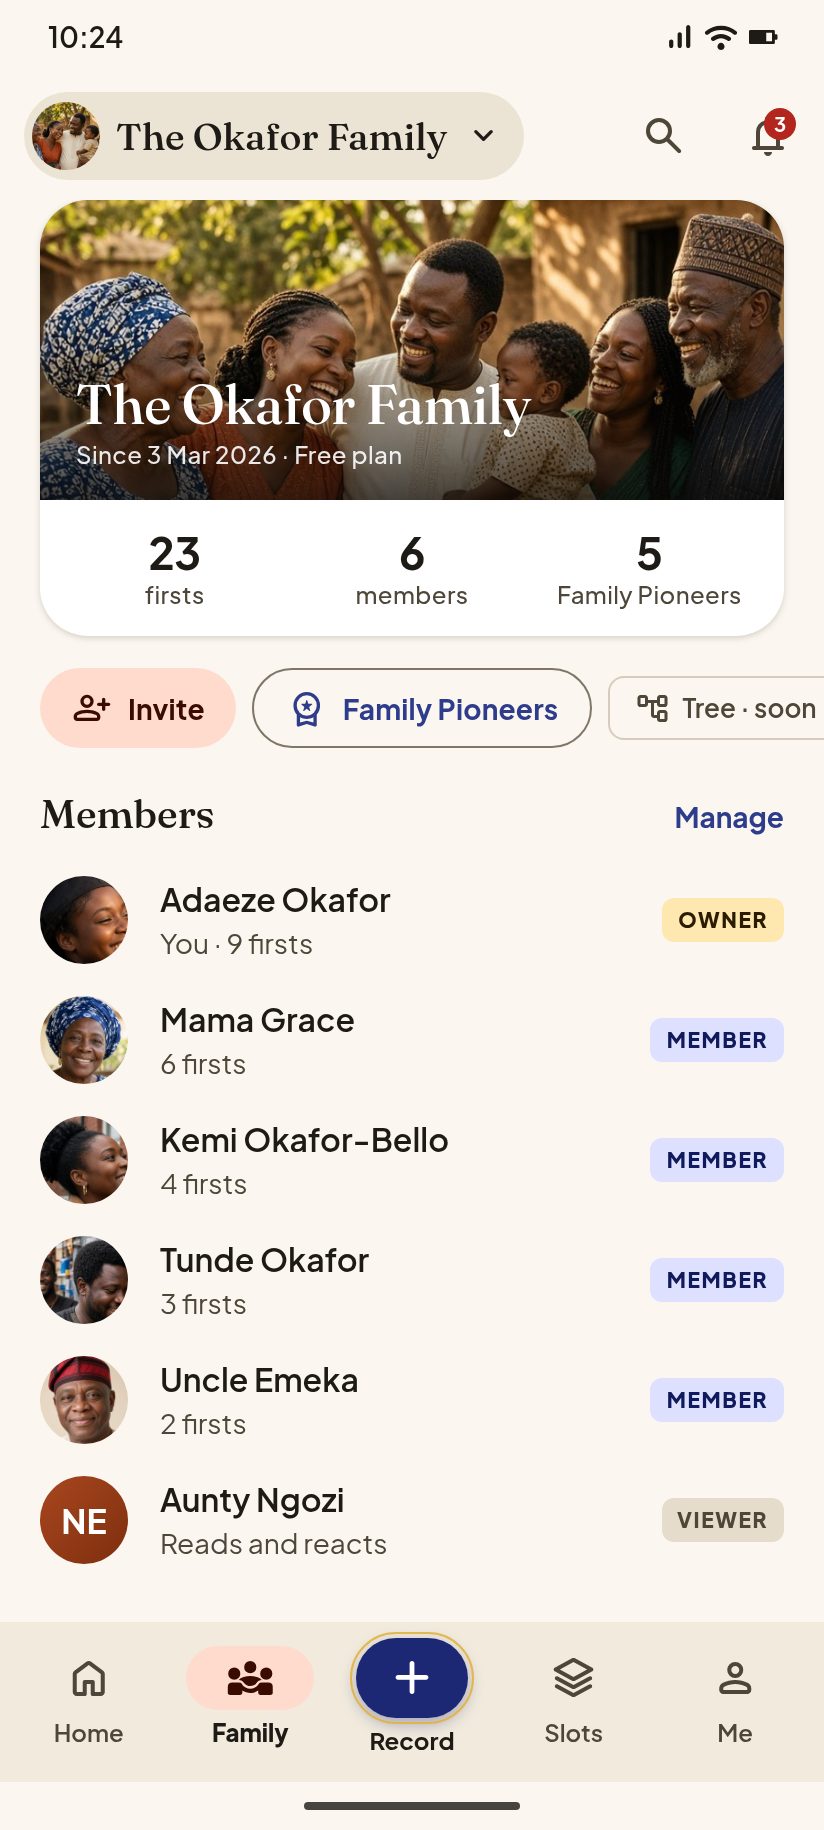 10:24
The Okafor Family
3
The Okafor Family
Since 3 Mar 2026 · Free plan
23 6 5
firsts members Family Pioneers
Invite Family Pioneers Tree · soon
Members Manage
Adaeze Okafor
You · 9 firsts
OWNER
Mama Grace
6 firsts
MEMBER
Kemi Okafor-Bello
4 firsts
MEMBER
Tunde Okafor
3 firsts
MEMBER
Uncle Emeka
2 firsts
MEMBER
NE
Aunty Ngozi
Reads and reacts
VIEWER
Home Family Record Slots Me